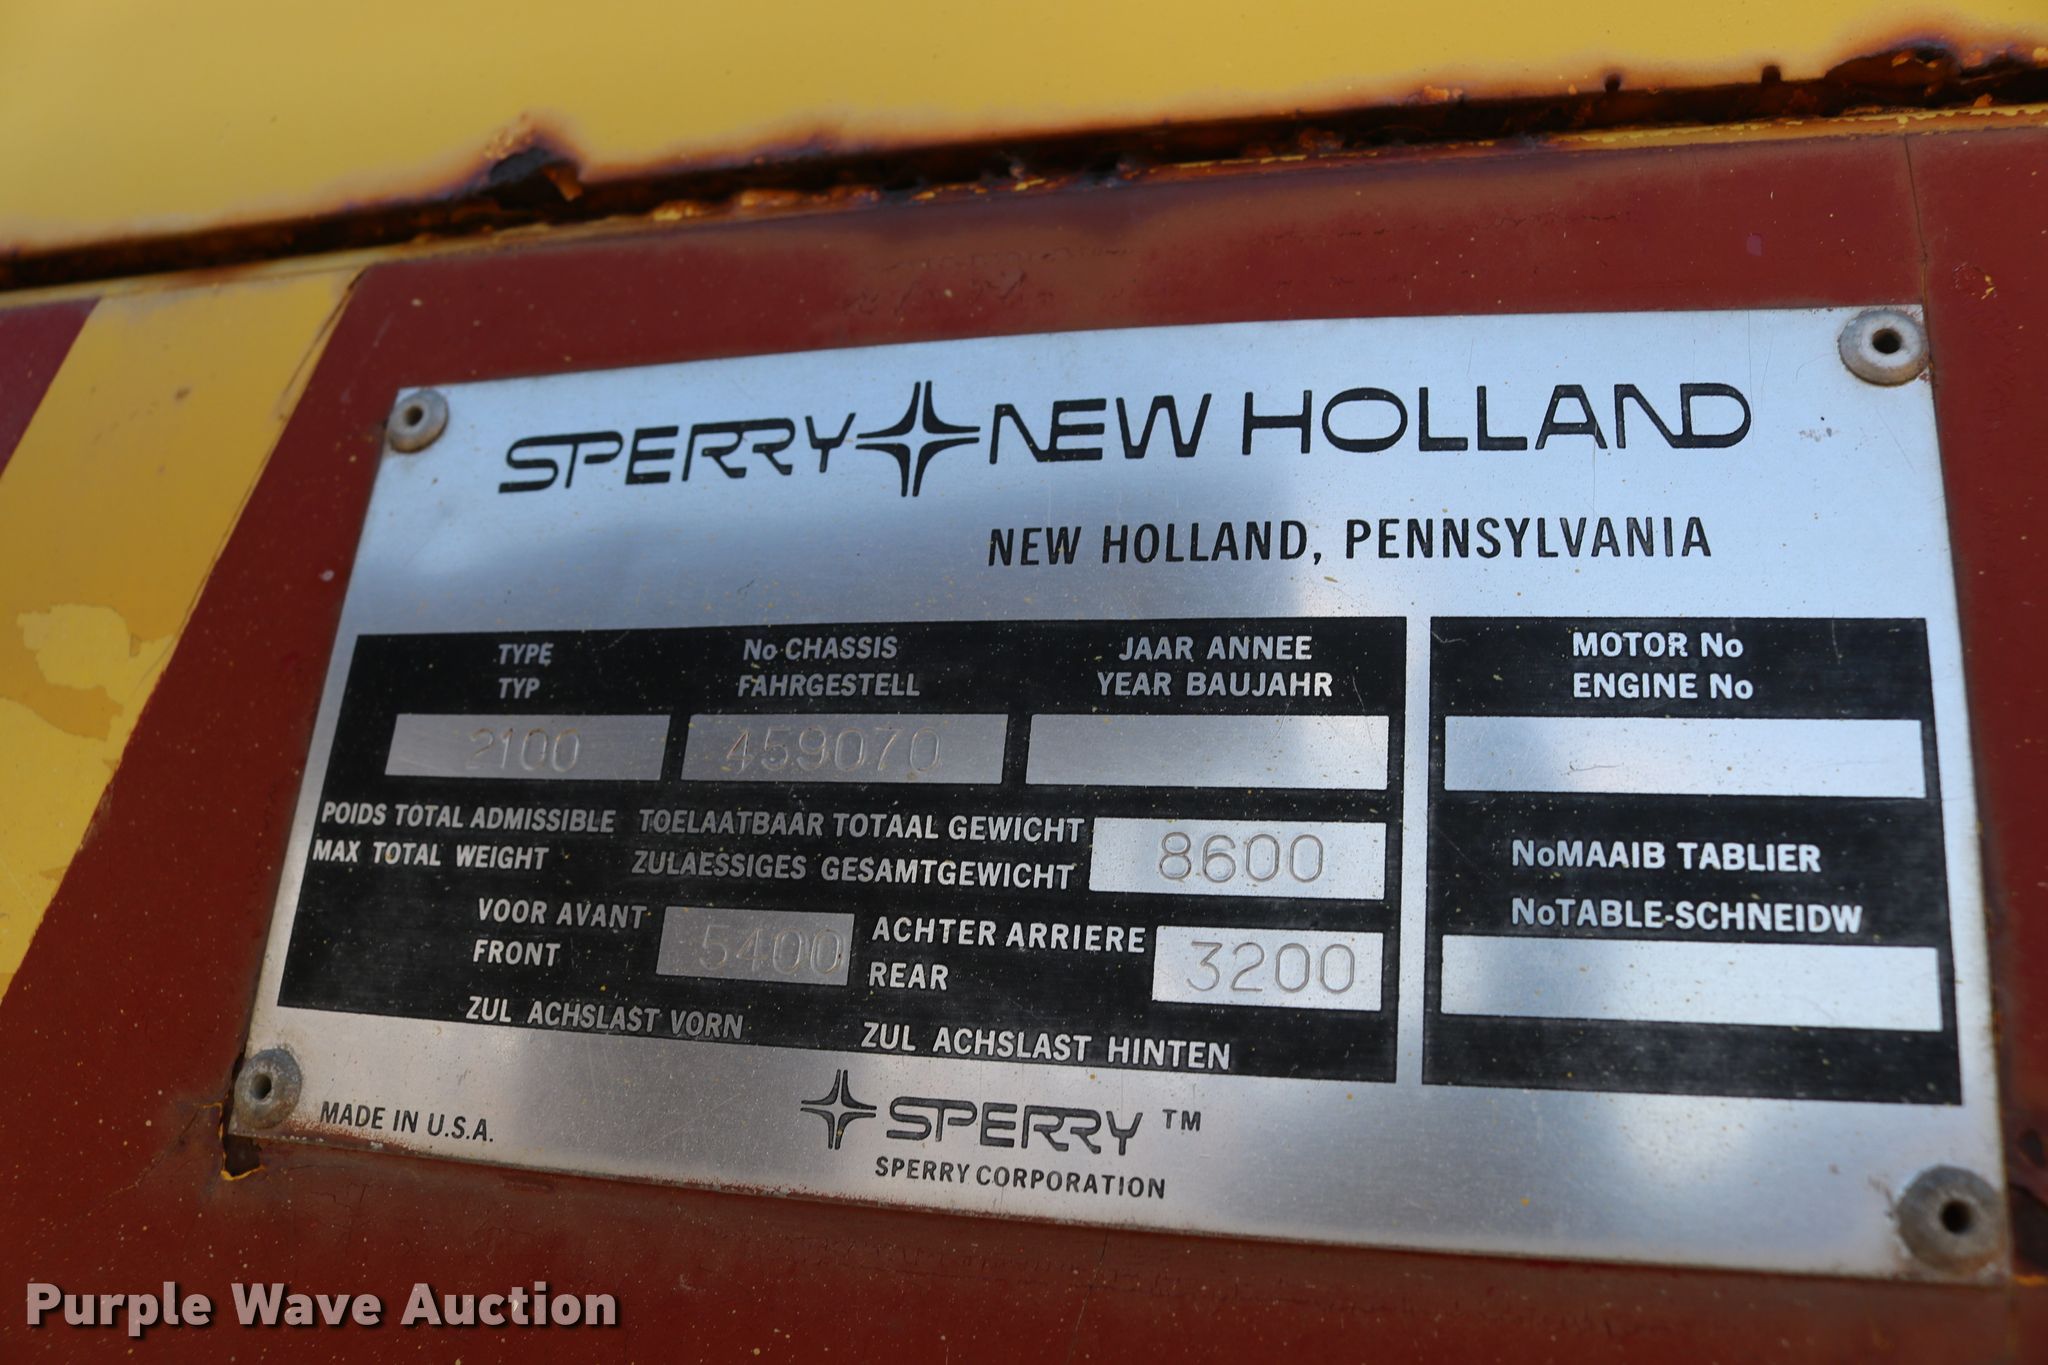 SPERRY NEW HOLLAND
NEW HOLLAND, PENNSYLVANIA
TYPE
TYP
2100
No CHASSIS
FAHRGESTELL
459070
JAAR ANNEE
YEAR BAUJAHR
MOTOR No
ENGINE No
POIDS TOTAL ADMISSIBLE TOELAATBAAR TOTAAL GEWICHT
MAX TOTAL WEIGHT ZULAESSIGES GESAMTGEWICHT
8600
VOOR AVANT
FRONT
5400
ZUL ACHSLAST VORN
ACHTER ARRIERE
REAR
3200
ZUL ACHSLAST HINTEN
NoMAAIB TABLIER
NoTABLE-SCHNEIDW
MADE IN U.S.A.
SPERRY TM
SPERRY CORPORATION
Purple Wave Auction